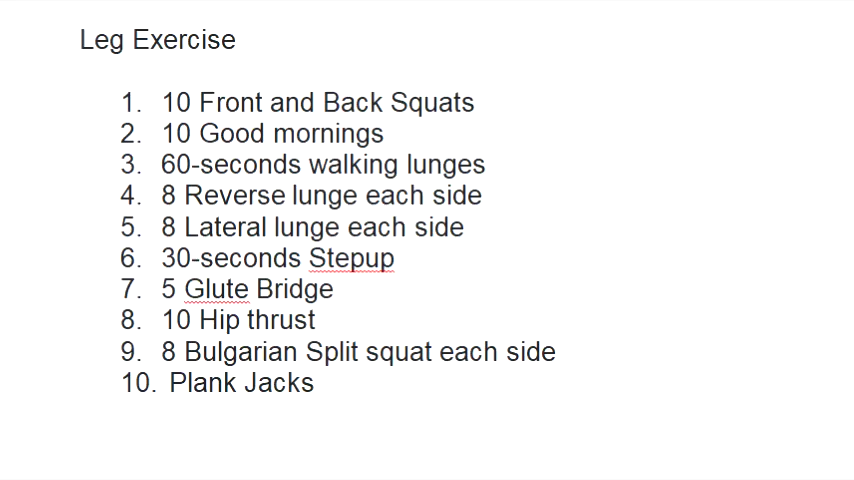 Leg Exercise
1. 10 Front and Back Squats
2. 10 Good mornings
3. 60-seconds walking lunges
4. 8 Reverse lunge each side
5. 8 Lateral lunge each side
6. 30-seconds Stepup
7. 5 Glute Bridge
8. 10 Hip thrust
9. 8 Bulgarian Split squat each side
10. Plank Jacks